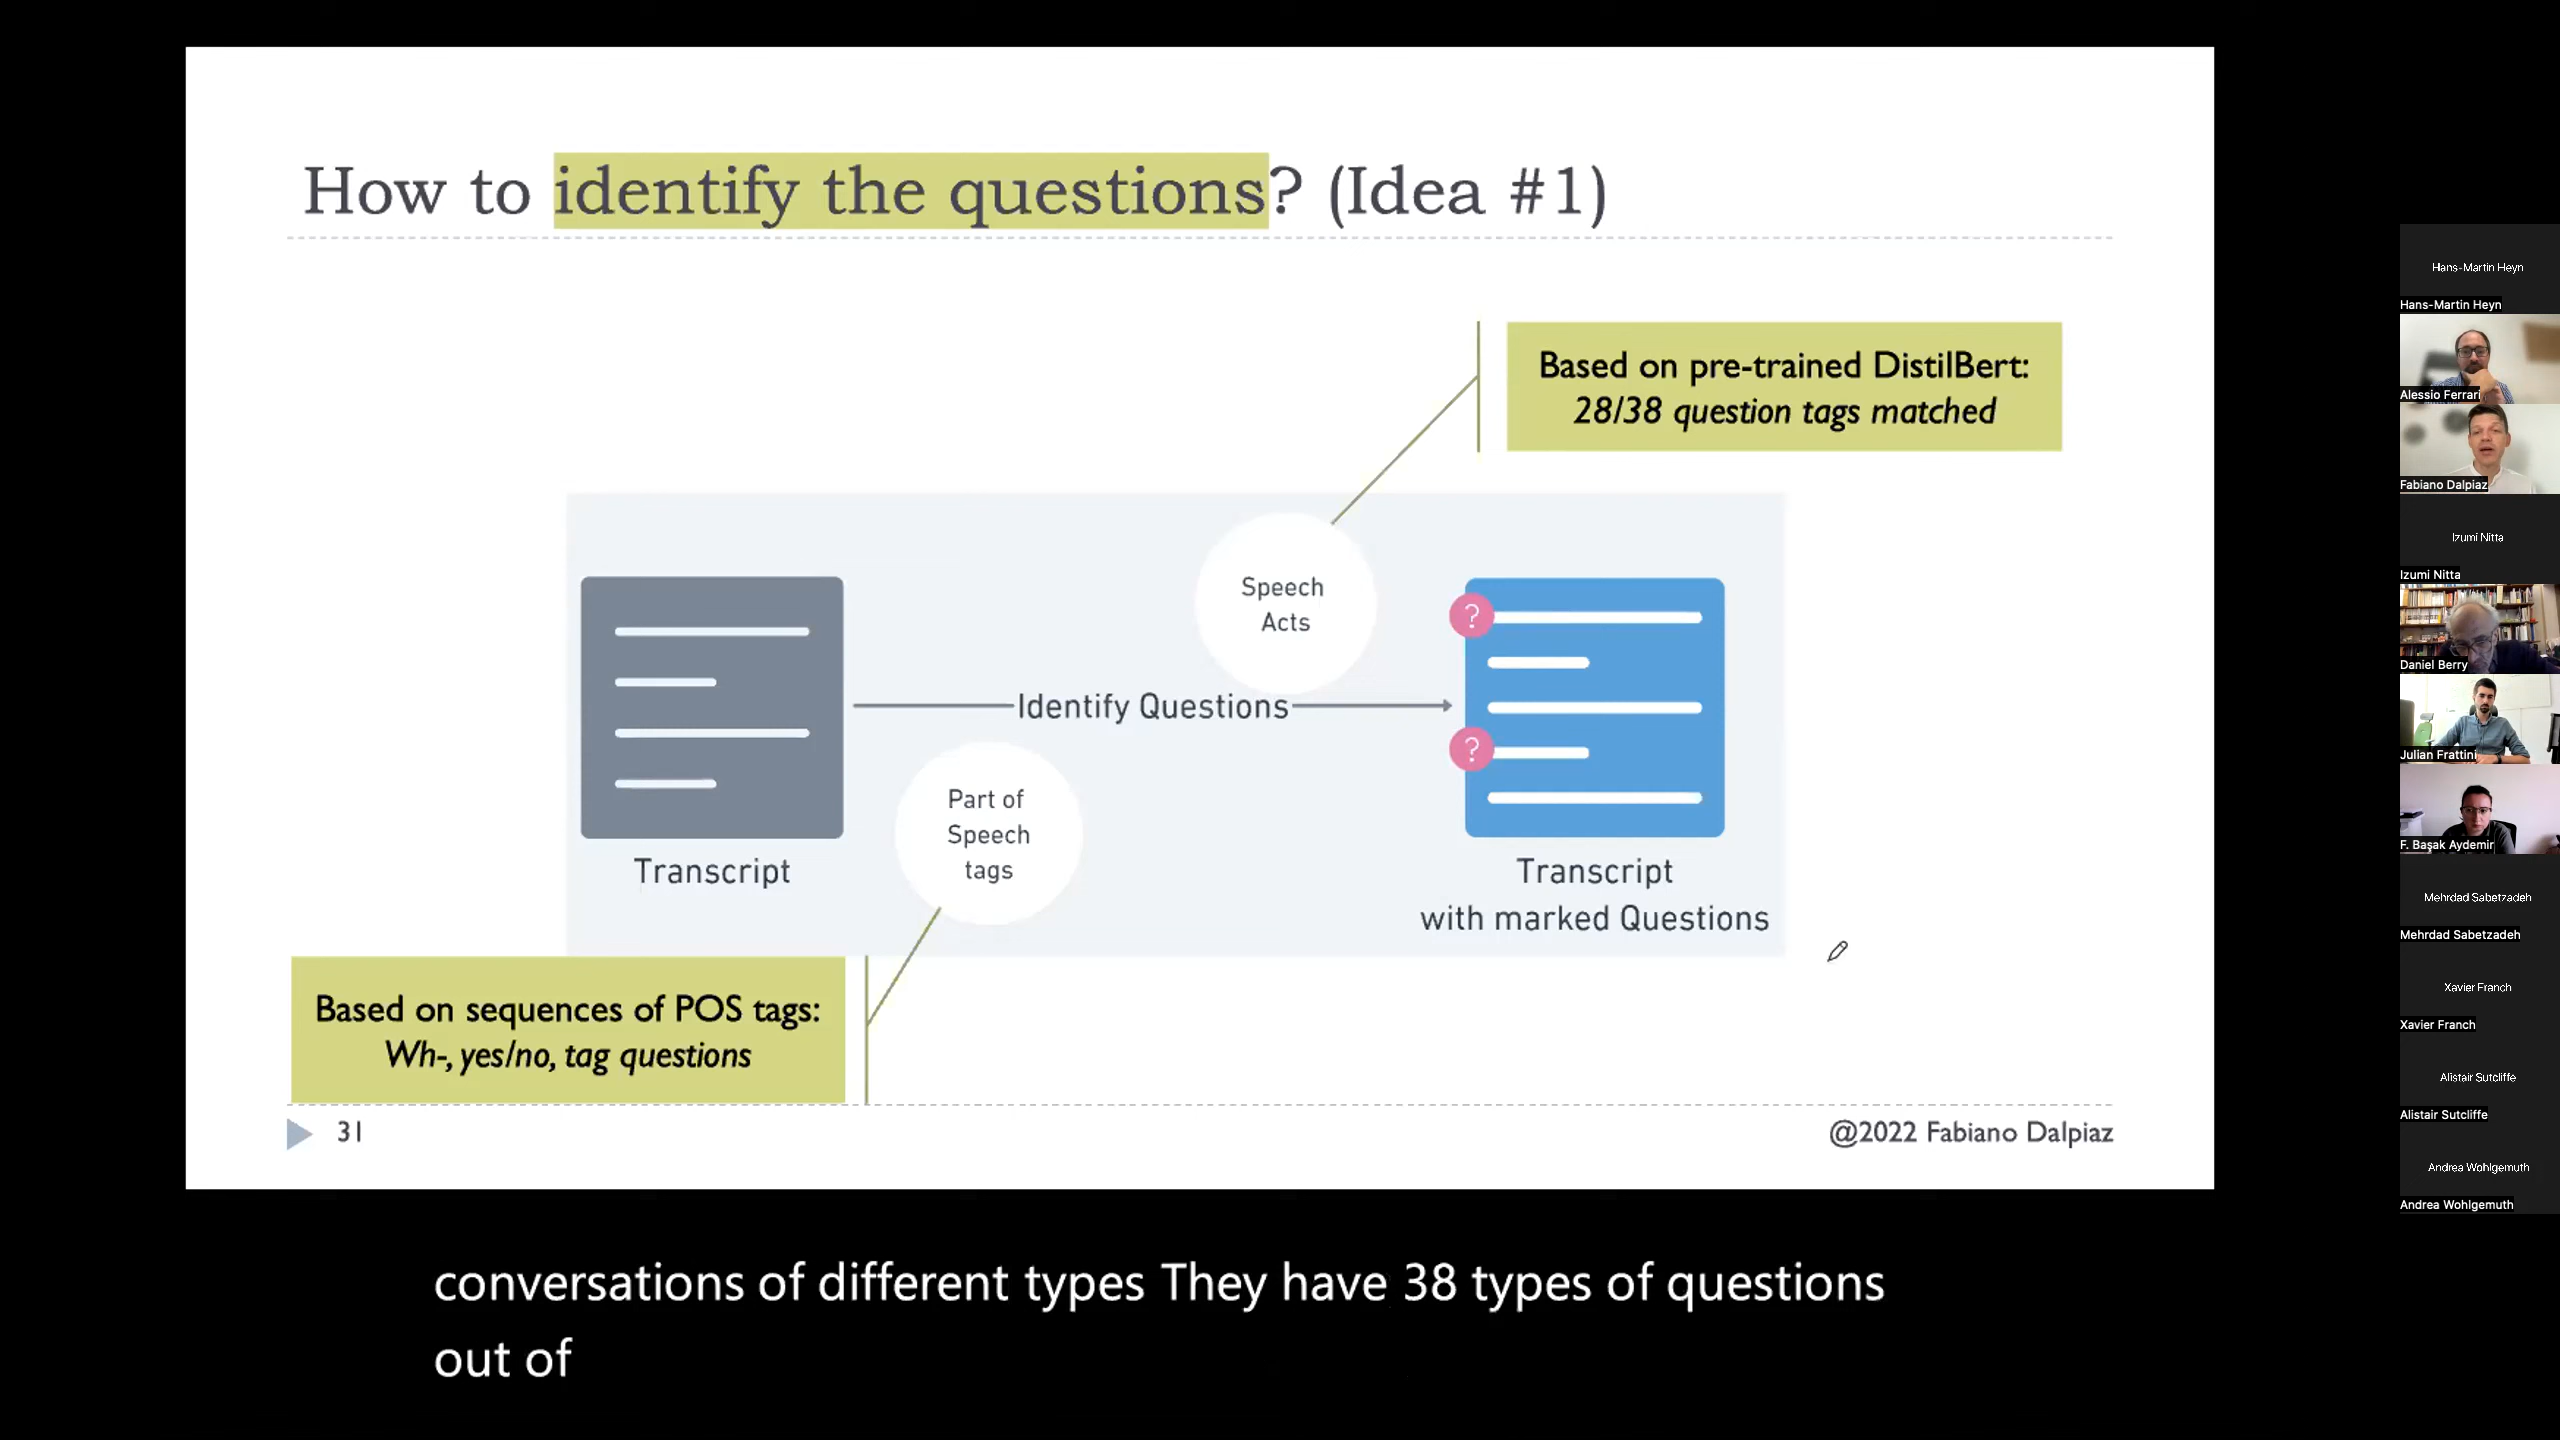 How to identify the questions? (Idea #1)
Based on pre-trained DistilBert:
28/38 question tags matched
Speech
Acts
Identify Questions
Part of
Speech
tags
Transcript
Transcript
with marked Questions
?
?
Based on sequences of POS tags:
Wh-, yes/no, tag questions
31
@2022 Fabiano Dalpiaz
conversations of different types They have 38 types of questions
out of
Hans-Martin Heyn
Hans-Martin Heyn
Alessio Ferrari
Fabiano Dalpiaz
Izumi Nitta
Izumi Nitta
Daniel Berry
Julian Frattini
F. Başak Aydemir
Mehrdad Sabetzadeh
Mehrdad Sabetzadeh
Xavier Franch
Xavier Franch
Alistair Sutcliffe
Alistair Sutcliffe
Andrea Wohlgemuth
Andrea Wohlgemuth